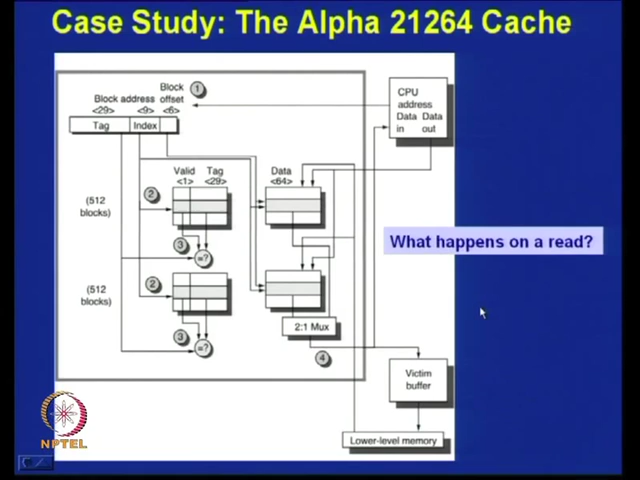 Case Study: The Alpha 21264 Cache
Block
offset
<6>
Block address
<29>
<9>
Tag
Index
1
CPU
address
Data
in
Data
out
Valid
<1>
Tag
<29>
Data
<64>
(512
blocks)
2
3
=?
What happens on a read?
(512
blocks)
2
3
=?
2:1 Mux
4
Victim
buffer
Lower-level memory
NPTEL